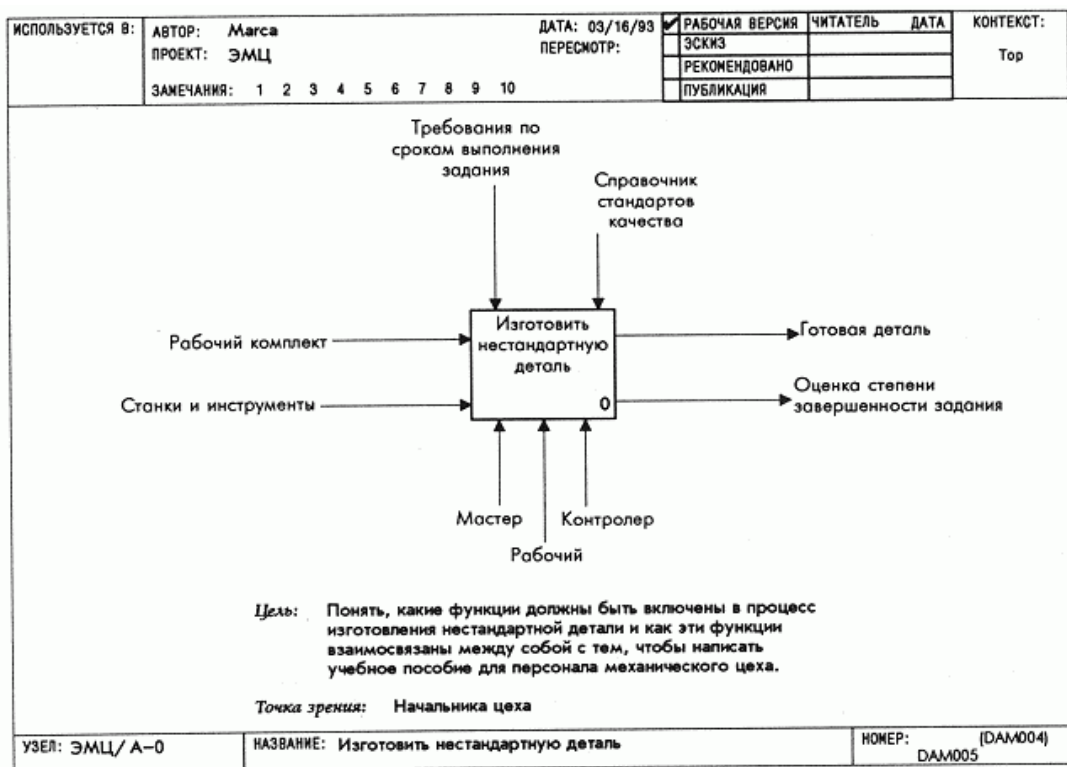 ИСПОЛЬЗУЕТСЯ В:
АВТОР: Marca
ДАТА: 03/16/93
ПРОЕКТ: ЭМЦ
ПЕРЕСМОТР:
ЗАМЕЧАНИЯ: 1 2 3 4 5 6 7 8 9 10
✔ РАБОЧАЯ ВЕРСИЯ
ЭСКИЗ
РЕКОМЕНДОВАНО
ПУБЛИКАЦИЯ
ЧИТАТЕЛЬ ДАТА
КОНТЕКСТ:
Top
Требования по
срокам выполнения
задания
Справочник
стандартов
качества
Рабочий комплект
Станки и инструменты
Изготовить
нестандартную
деталь
0
Готовая деталь
Оценка степени
завершенности задания
Мастер
Контролер
Рабочий
Цель: Понять, какие функции должны быть включены в процесс
изготовления нестандартной детали и как эти функции
взаимосвязаны между собой с тем, чтобы написать
учебное пособие для персонала механического цеха.
Точка зрения: Начальника цеха
УЗЕЛ: ЭМЦ/ А-0
НАЗВАНИЕ: Изготовить нестандартную деталь
НОМЕР: (DAM004)
DAM005